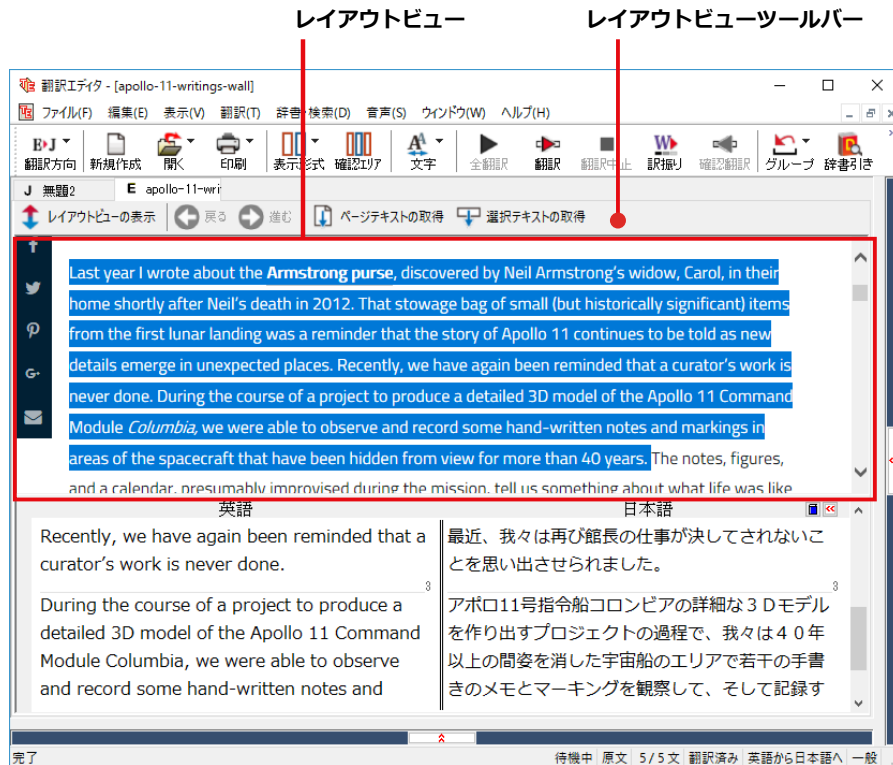 レイアウトビュー レイアウトビューツールバー
翻訳エディタ - [apollo-11-writings-wall]
ファイル(F) 編集(E) 表示(V) 翻訳(T) 辞書・検索(D) 音声(S) ウィンドウ(W) ヘルプ(H)
翻訳方向 新規作成 開く 印刷 表示形式 確認エリア 文字 全翻訳 翻訳 翻訳中止 訳振り 確認翻訳 グループ 辞書引き
J 無題2 E apollo-11-wri
レイアウトビューの表示 戻る 進む ページテキストの取得 選択テキストの取得
Last year I wrote about the Armstrong purse, discovered by Neil Armstrong's widow, Carol, in their
home shortly after Neil's death in 2012. That stowage bag of small (but historically significant) items
from the first lunar landing was a reminder that the story of Apollo 11 continues to be told as new
details emerge in unexpected places. Recently, we have again been reminded that a curator's work is
never done. During the course of a project to produce a detailed 3D model of the Apollo 11 Command
Module Columbia, we were able to observe and record some hand-written notes and markings in
areas of the spacecraft that have been hidden from view for more than 40 years. The notes, figures,
and a calendar, presumably improvised during the mission, tell us something about what life was like
英語 日本語
Recently, we have again been reminded that a
curator's work is never done.
3
During the course of a project to produce a
detailed 3D model of the Apollo 11 Command
Module Columbia, we were able to observe
and record some hand-written notes and
最近、我々は再び館長の仕事が決してされないこ
とを思い出させられました。
3
アポロ11号指令船コロンビアの詳細な３Ｄモデル
を作り出すプロジェクトの過程で、我々は４０年
以上の間姿を消した宇宙船のエリアで若干の手書
きのメモとマーキングを観察して、そして記録す
完了 待機中 原文 5/5文 翻訳済み 英語から日本語へ 一般